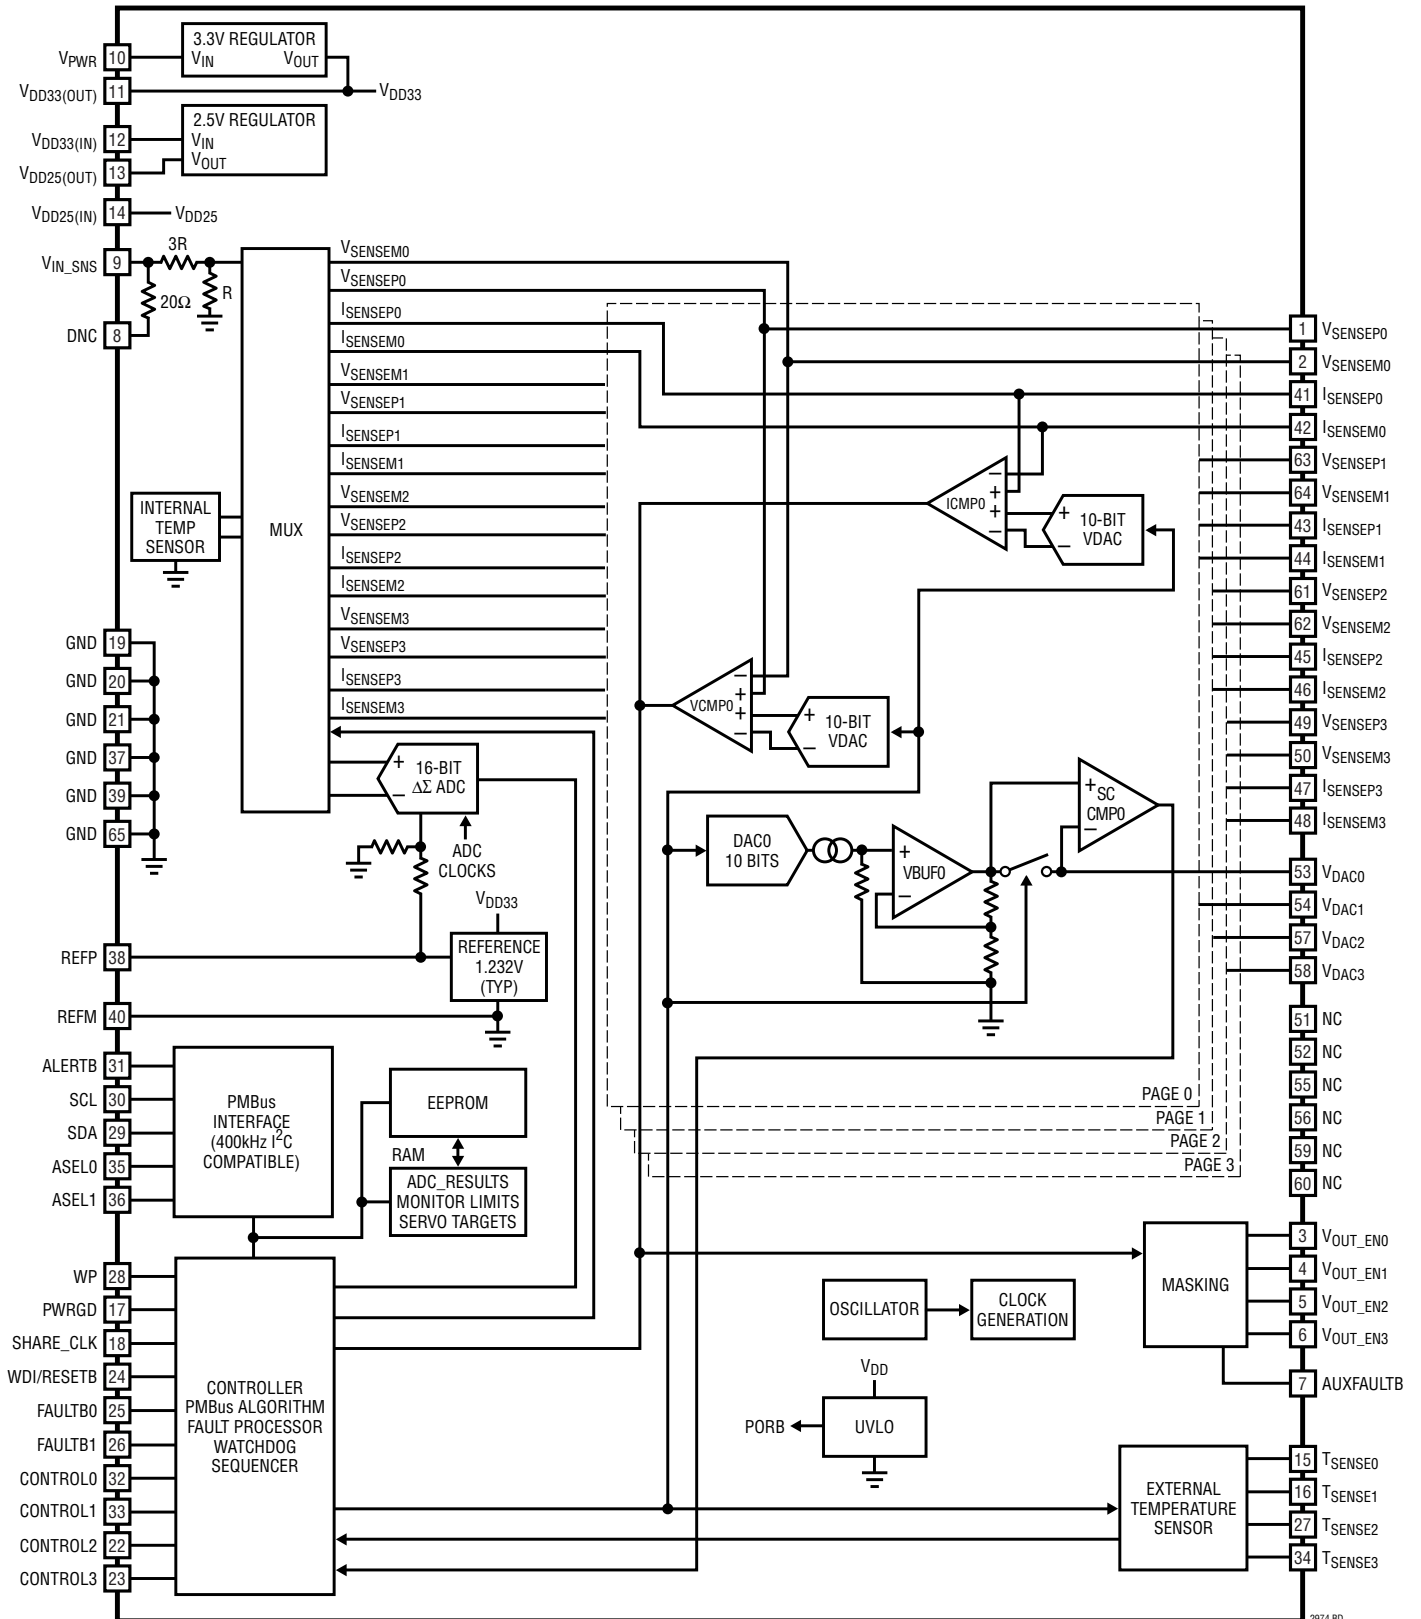 3.3V REGULATOR
VIN VOUT
VPWR 10
VDD33(OUT) 11
VDD33
2.5V REGULATOR
VIN
VOUT
VDD33(IN) 12
VDD25(OUT) 13
VDD25(IN) 14
VDD25
VIN_SNS 9
3R
20Ω
R
DNC 8
INTERNAL
TEMP
SENSOR
MUX
VSENSEM0
VSENSEP0
ISENSEP0
ISENSEM0
VSENSEM1
VSENSEP1
ISENSEP1
ISENSEM1
VSENSEM2
VSENSEP2
ISENSEP2
ISENSEM2
VSENSEM3
VSENSEP3
ISENSEP3
ISENSEM3
GND 19
GND 20
GND 21
GND 37
GND 39
GND 65
+
−
16-BIT
ΔΣ ADC
ADC
CLOCKS
VDD33
REFERENCE
1.232V
(TYP)
REFP 38
REFM 40
ALERTB 31
SCL 30
SDA 29
ASEL0 35
ASEL1 36
PMBus
INTERFACE
(400kHz I2C
COMPATIBLE)
EEPROM
RAM
ADC_RESULTS
MONITOR LIMITS
SERVO TARGETS
WP 28
PWRGD 17
SHARE_CLK 18
WDI/RESETB 24
FAULTB0 25
FAULTB1 26
CONTROL0 32
CONTROL1 33
CONTROL2 22
CONTROL3 23
CONTROLLER
PMBus ALGORITHM
FAULT PROCESSOR
WATCHDOG
SEQUENCER
ICMP0
−
+
+
−
+
−
10-BIT
VDAC
VCMP0
−
+
+
−
+
−
10-BIT
VDAC
DAC0
10 BITS
+
−
VBUF0
+
−
SC
CMP0
PAGE 0
PAGE 1
PAGE 2
PAGE 3
OSCILLATOR
CLOCK
GENERATION
VDD
PORB
UVLO
MASKING
EXTERNAL
TEMPERATURE
SENSOR
1 VSENSEP0
2 VSENSEM0
41 ISENSEP0
42 ISENSEM0
63 VSENSEP1
64 VSENSEM1
43 ISENSEP1
44 ISENSEM1
61 VSENSEP2
62 VSENSEM2
45 ISENSEP2
46 ISENSEM2
49 VSENSEP3
50 VSENSEM3
47 ISENSEP3
48 ISENSEM3
53 VDAC0
54 VDAC1
57 VDAC2
58 VDAC3
51 NC
52 NC
55 NC
56 NC
59 NC
60 NC
3 VOUT_EN0
4 VOUT_EN1
5 VOUT_EN2
6 VOUT_EN3
7 AUXFAULTB
15 TSENSE0
16 TSENSE1
27 TSENSE2
34 TSENSE3
2974 BD